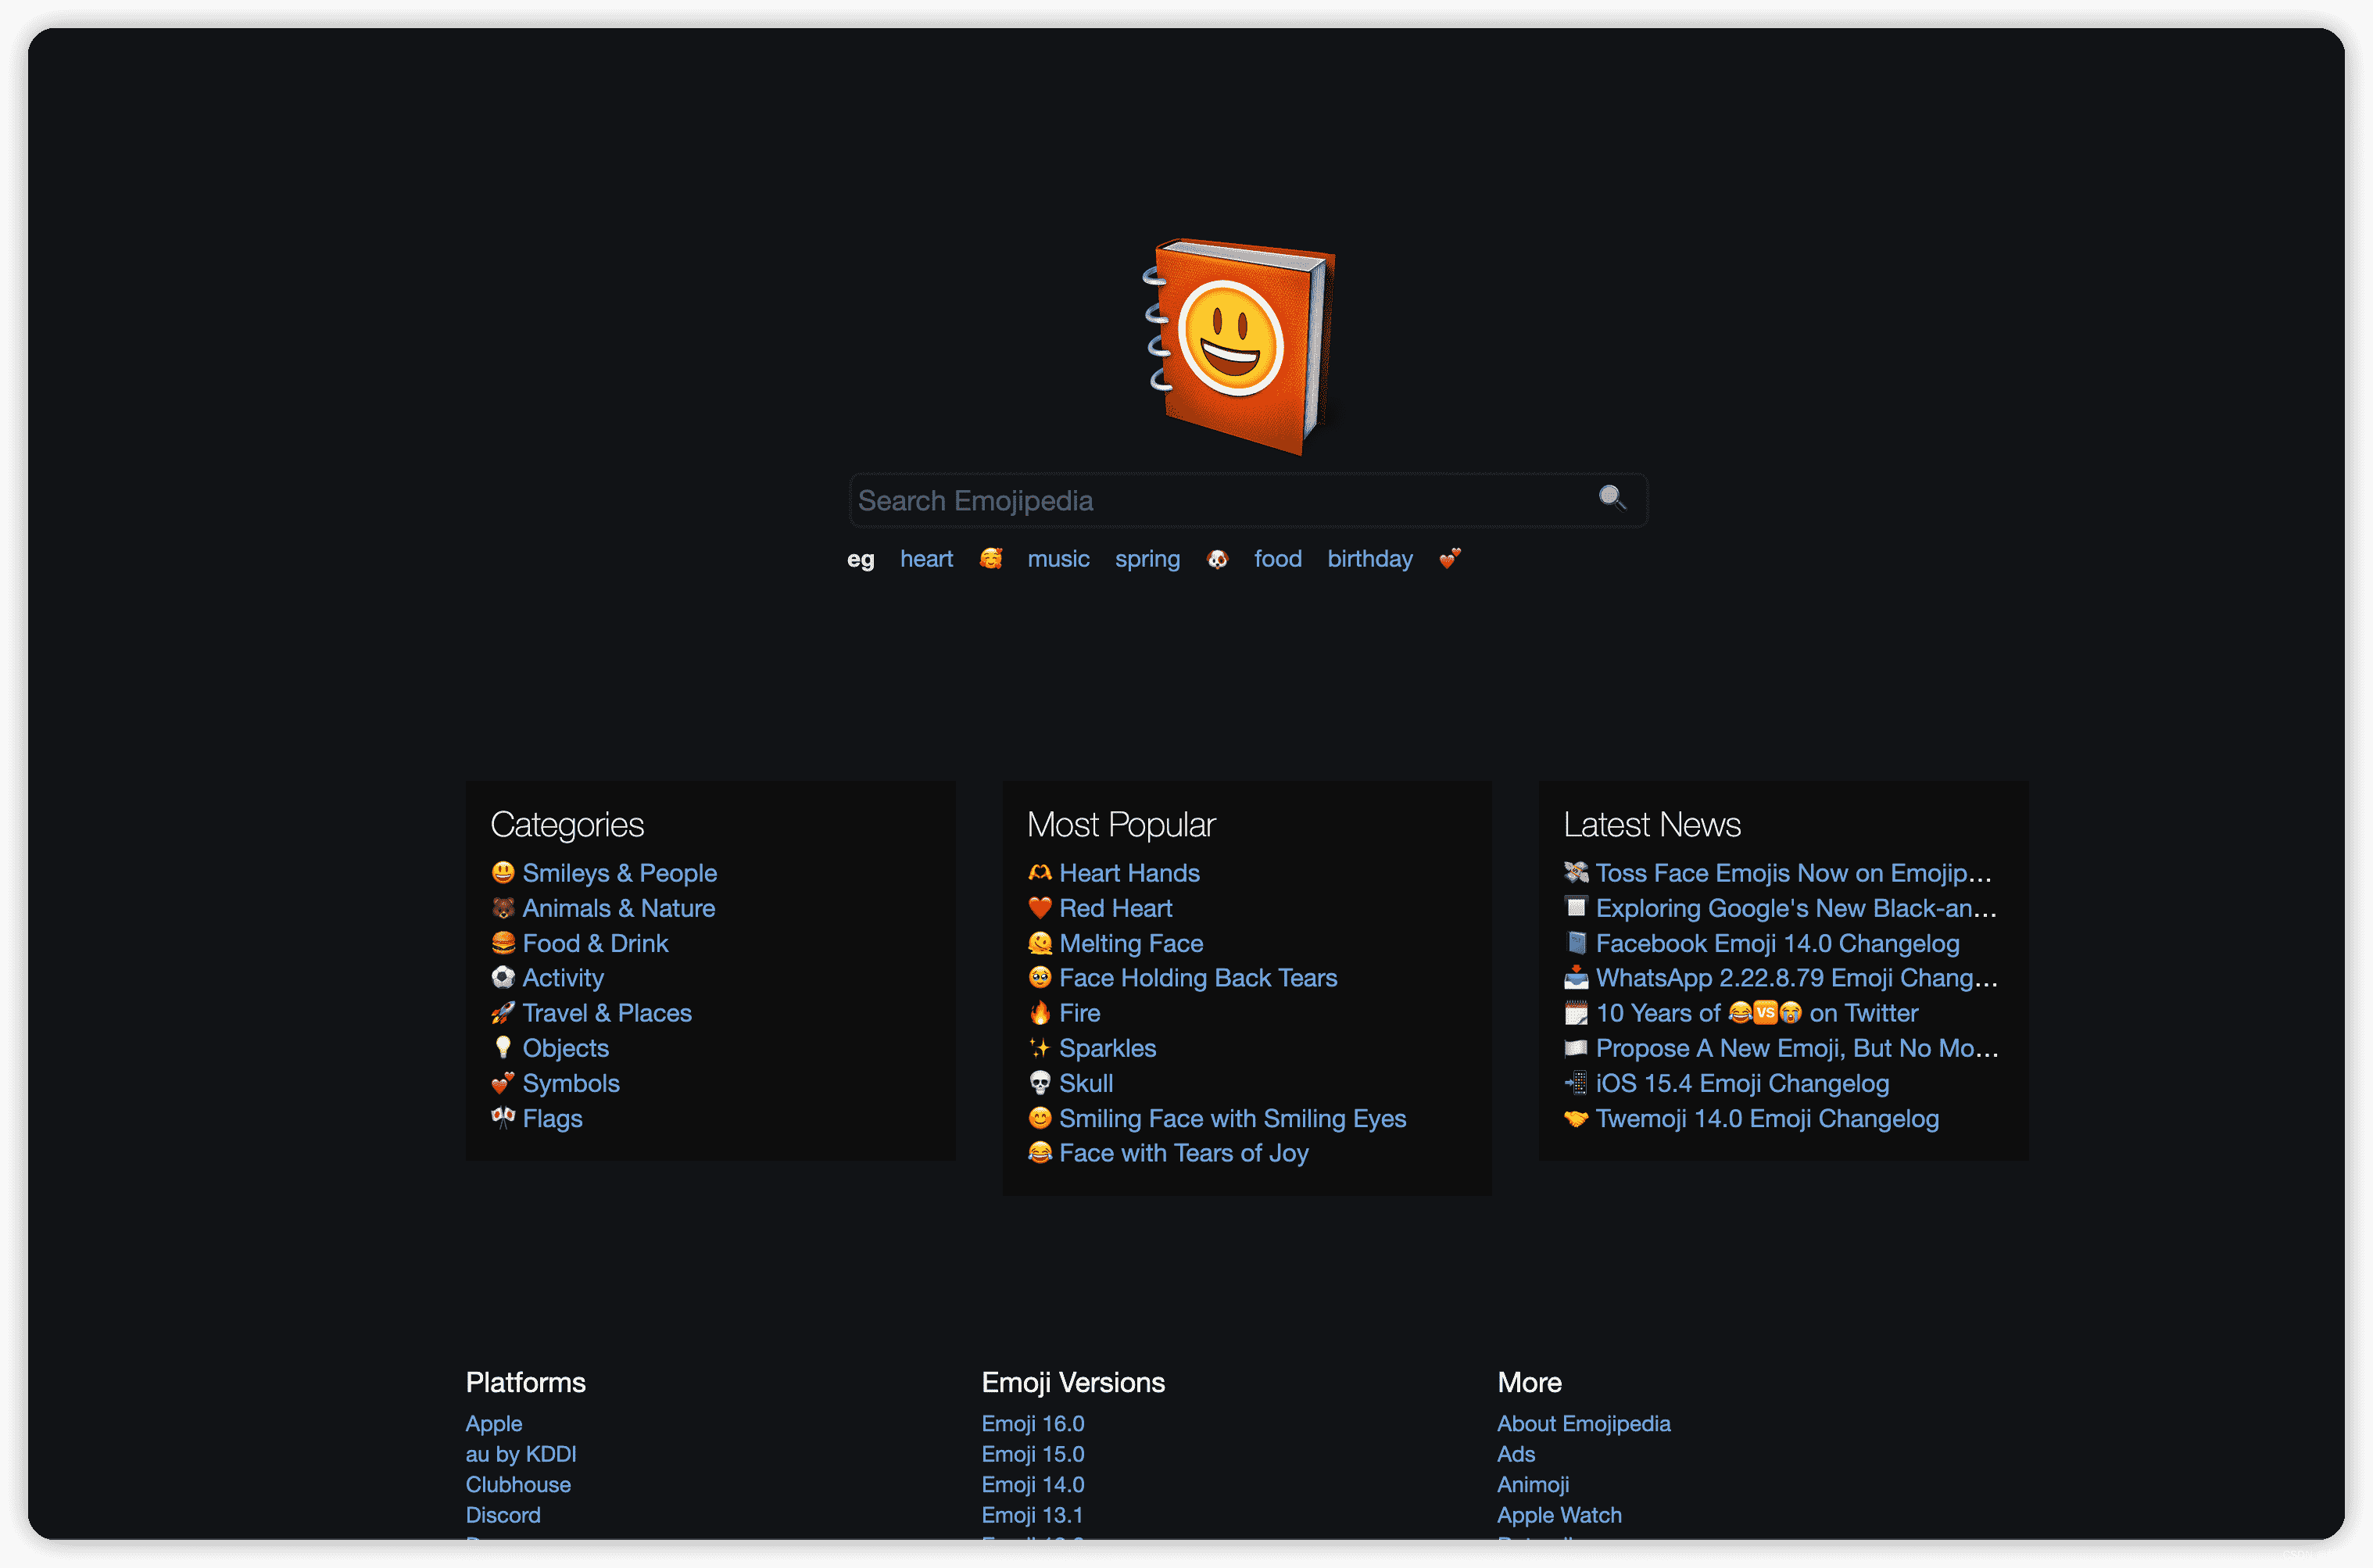 Search Emojipedia 🔍
eg heart 🥰 music spring 🐶 food birthday 💕
Categories
😃 Smileys & People
🐻 Animals & Nature
🍔 Food & Drink
⚽ Activity
🚀 Travel & Places
💡 Objects
💕 Symbols
🎌 Flags
Most Popular
🫶 Heart Hands
❤️ Red Heart
🫠 Melting Face
🥹 Face Holding Back Tears
🔥 Fire
✨ Sparkles
💀 Skull
😊 Smiling Face with Smiling Eyes
😂 Face with Tears of Joy
Latest News
💸 Toss Face Emojis Now on Emojip...
🔲 Exploring Google's New Black-an...
📘 Facebook Emoji 14.0 Changelog
📥 WhatsApp 2.22.8.79 Emoji Chang...
🗓️ 10 Years of 😂🆚😭 on Twitter
🏳️ Propose A New Emoji, But No Mo...
📲 iOS 15.4 Emoji Changelog
🤝 Twemoji 14.0 Emoji Changelog
Platforms
Apple
au by KDDI
Clubhouse
Discord
Emoji Versions
Emoji 16.0
Emoji 15.0
Emoji 14.0
Emoji 13.1
More
About Emojipedia
Ads
Animoji
Apple Watch